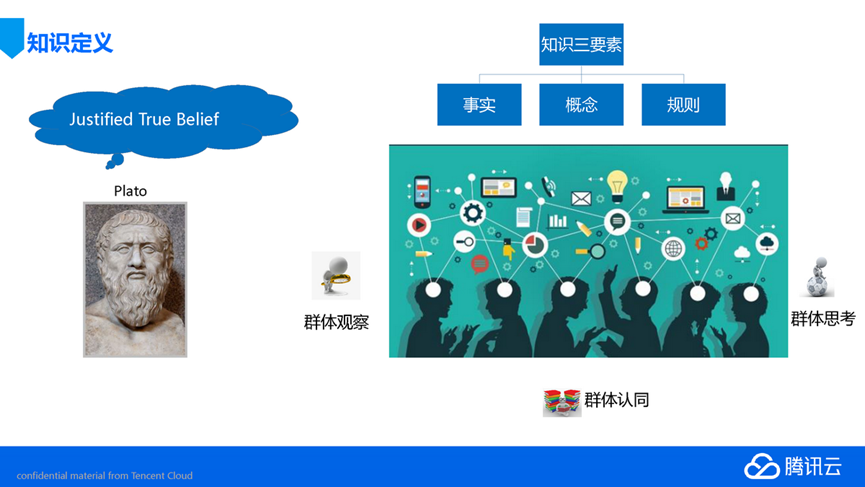 知识定义
知识三要素
事实
概念
规则
Justified True Belief
Plato
群体观察
群体思考
群体认同
confidential material from Tencent Cloud
腾讯云